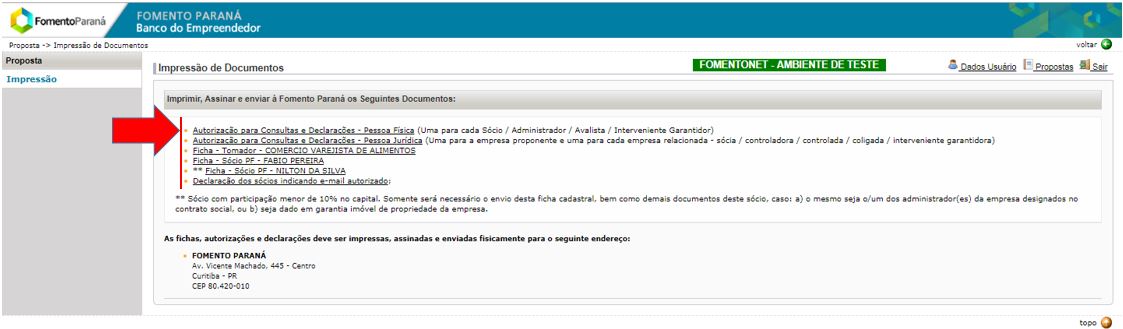 FomentoParaná
FOMENTO PARANÁ
Banco do Empreendedor
Proposta -> Impressão de Documentos
voltar
Proposta
Impressão
Impressão de Documentos
FOMENTONET - AMBIENTE DE TESTE
Dados Usuário Propostas Sair
Imprimir, Assinar e enviar à Fomento Paraná os Seguintes Documentos:
Autorização para Consultas e Declarações - Pessoa Física (Uma para cada Sócio / Administrador / Avalista / Interveniente Garantidor)
Autorização para Consultas e Declarações - Pessoa Jurídica (Uma para a empresa proponente e uma para cada empresa relacionada - sócia / controladora / controlada / coligada / interveniente garantidora)
Ficha - Tomador - COMERCIO VAREJISTA DE ALIMENTOS
Ficha - Sócio PF - FABIO PEREIRA
** Ficha - Sócio PF - NILTON DA SILVA
Declaração dos sócios indicando e-mail autorizado;
** Sócio com participação menor de 10% no capital. Somente será necessário o envio desta ficha cadastral, bem como demais documentos deste sócio, caso: a) o mesmo seja o/um dos administrador(es) da empresa designados no
contrato social, ou b) seja dado em garantia imóvel de propriedade da empresa.
As fichas, autorizações e declarações deve ser impressas, assinadas e enviadas fisicamente para o seguinte endereço:
FOMENTO PARANÁ
Av. Vicente Machado, 445 - Centro
Curitiba - PR
CEP 80.420-010
topo